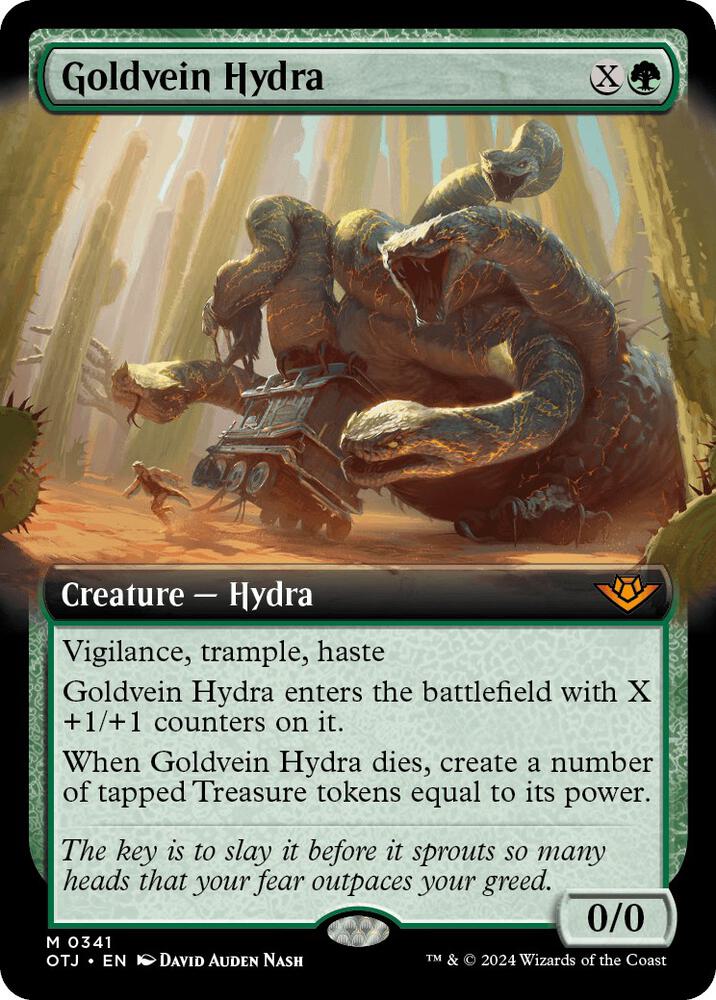 Goldvein Hydra X
Creature — Hydra
Vigilance, trample, haste
Goldvein Hydra enters the battlefield with X
+1/+1 counters on it.
When Goldvein Hydra dies, create a number
of tapped Treasure tokens equal to its power.
The key is to slay it before it sprouts so many
heads that your fear outpaces your greed.
0/0
M 0341
OTJ • EN DAVID AUDEN NASH
™ & © 2024 Wizards of the Coast